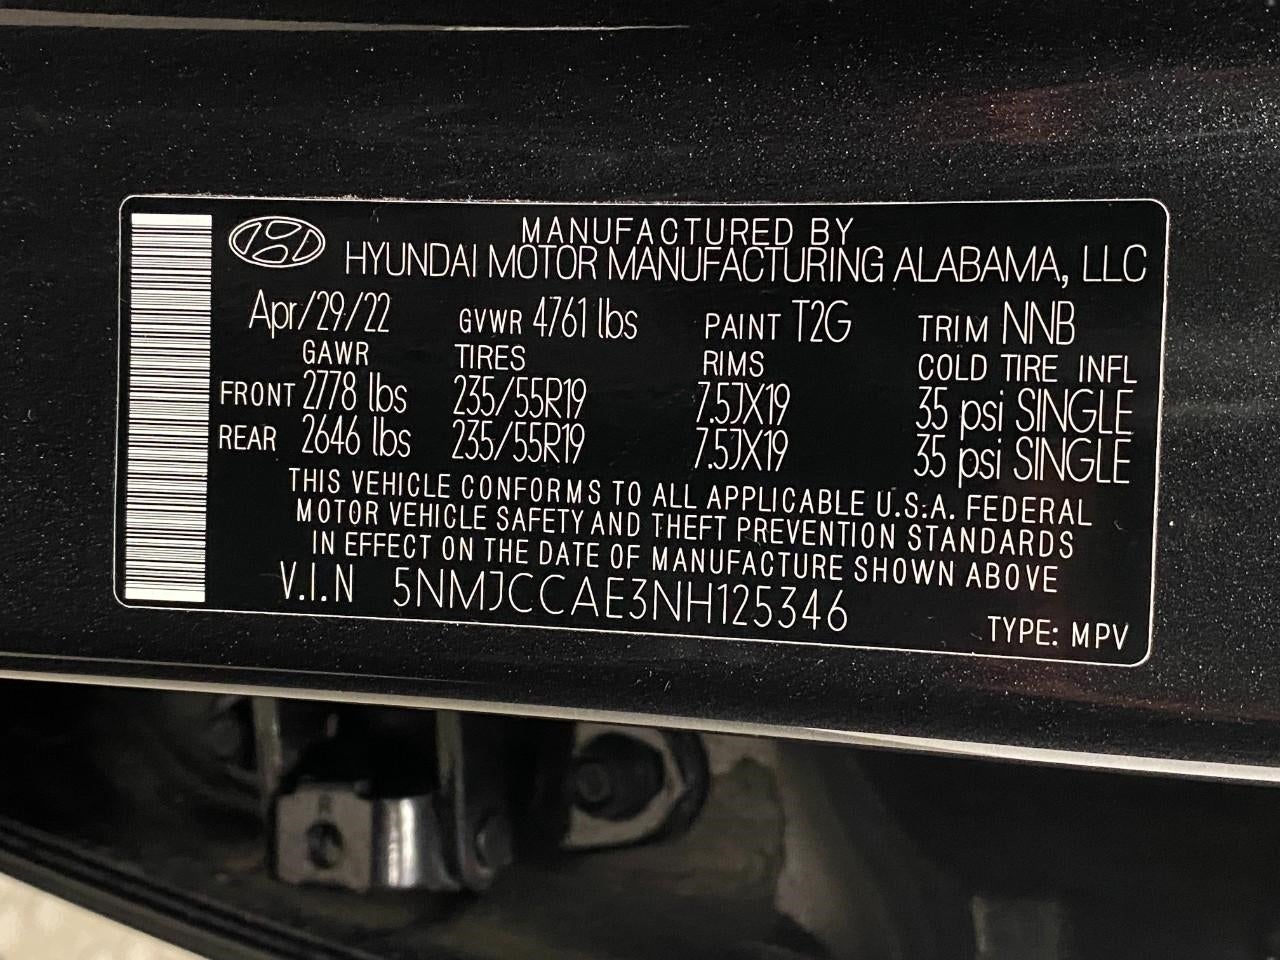 MANUFACTURED BY
HYUNDAI MOTOR MANUFACTURING ALABAMA, LLC
Apr/29/22 GVWR 4761 lbs PAINT T2G TRIM NNB
GAWR TIRES RIMS COLD TIRE INFL
FRONT 2778 lbs 235/55R19 7.5JX19 35 psi SINGLE
REAR 2646 lbs 235/55R19 7.5JX19 35 psi SINGLE
THIS VEHICLE CONFORMS TO ALL APPLICABLE U.S.A. FEDERAL
MOTOR VEHICLE SAFETY AND THEFT PREVENTION STANDARDS
IN EFFECT ON THE DATE OF MANUFACTURE SHOWN ABOVE
V.I.N 5NMJCCAE3NH125346
TYPE: MPV
R